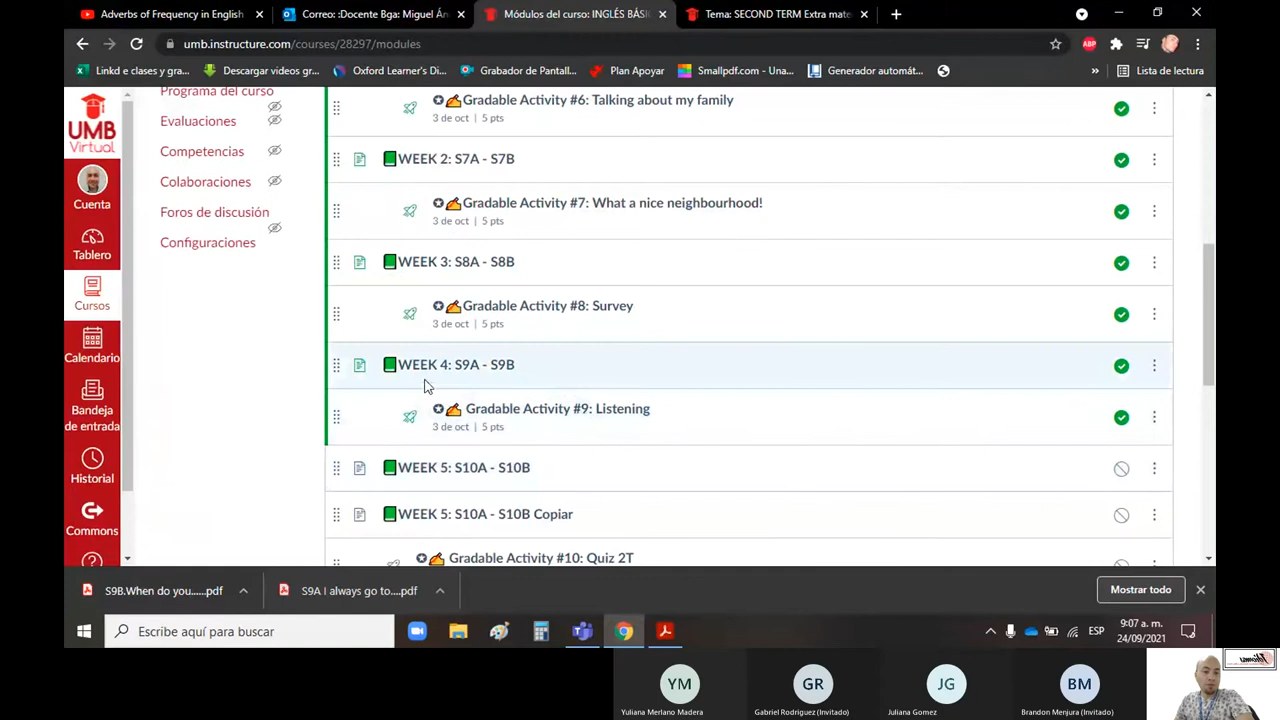 Adverbs of Frequency in English
Correo: :Docente Bga: Miguel Án
Módulos del curso: INGLÉS BÁSI
Tema: SECOND TERM Extra mate
umb.instructure.com/courses/28297/modules
ABP
Linkd e clases y gra...
Descargar videos gr...
Oxford Learner's Di...
Grabador de Pantall...
Plan Apoyar
Smallpdf.com - Una...
Generador automát...
Lista de lectura
UMB
Virtual
Cuenta
Tablero
Cursos
Calendario
Bandeja
de entrada
Historial
Commons
Programa del curso
Evaluaciones
Competencias
Colaboraciones
Foros de discusión
Configuraciones
Gradable Activity #6: Talking about my family
3 de oct | 5 pts
WEEK 2: S7A - S7B
Gradable Activity #7: What a nice neighbourhood!
3 de oct | 5 pts
WEEK 3: S8A - S8B
Gradable Activity #8: Survey
3 de oct | 5 pts
WEEK 4: S9A - S9B
Gradable Activity #9: Listening
3 de oct | 5 pts
WEEK 5: S10A - S10B
WEEK 5: S10A - S10B Copiar
Gradable Activity #10: Quiz 2T
S9B.When do you......pdf
S9A I always go to....pdf
Mostrar todo
Escribe aquí para buscar
ESP
9:07 a. m.
24/09/2021
YM
GR
JG
BM
Yuliana Merlano Madera
Gabriel Rodriguez (Invitado)
Yuliana Gomez
Brandon Menjura (Invitado)